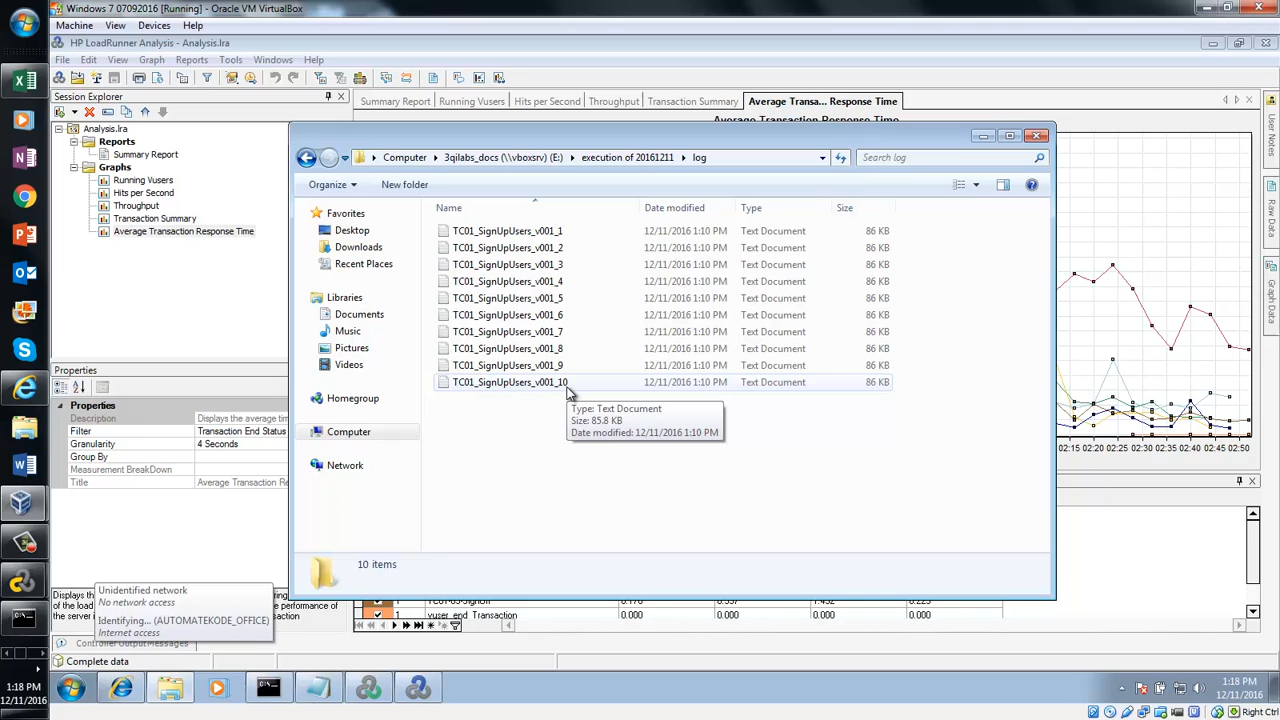 Windows 7 07092016 [Running] - Oracle VM VirtualBox
Machine View Devices Help
HP LoadRunner Analysis - Analysis.lra
File Edit View Graph Reports Tools Windows Help
Session Explorer
Summary Report Running Vusers Hits per Second Throughput Transaction Summary Average Transa... Response Time
Analysis.lra
Reports
Summary Report
Graphs
Running Vusers
Hits per Second
Throughput
Transaction Summary
Average Transaction Response Time
Computer 3qilabs_docs (\\vboxsrv) (E:) execution of 20161211 log
Search log
Organize New folder
Favorites
Desktop
Downloads
Recent Places
Libraries
Documents
Music
Pictures
Videos
Homegroup
Computer
Network
Name Date modified Type Size
TC01_SignUpUsers_v001_1 12/11/2016 1:10 PM Text Document 86 KB
TC01_SignUpUsers_v001_2 12/11/2016 1:10 PM Text Document 86 KB
TC01_SignUpUsers_v001_3 12/11/2016 1:10 PM Text Document 86 KB
TC01_SignUpUsers_v001_4 12/11/2016 1:10 PM Text Document 86 KB
TC01_SignUpUsers_v001_5 12/11/2016 1:10 PM Text Document 86 KB
TC01_SignUpUsers_v001_6 12/11/2016 1:10 PM Text Document 86 KB
TC01_SignUpUsers_v001_7 12/11/2016 1:10 PM Text Document 86 KB
TC01_SignUpUsers_v001_8 12/11/2016 1:10 PM Text Document 86 KB
TC01_SignUpUsers_v001_9 12/11/2016 1:10 PM Text Document 86 KB
TC01_SignUpUsers_v001_10 12/11/2016 1:10 PM Text Document 86 KB
Type: Text Document
Size: 85.8 KB
Date modified: 12/11/2016 1:10 PM
10 items
Properties
Properties
Description Displays the average time
Filter Transaction End Status
Granularity 4 Seconds
Group By
Measurement BreakDown
Title Average Transaction Re
02:15 02:20 02:25 02:30 02:35 02:40 02:45 02:50
User Notes
Raw Data
Graph Data
Unidentified network
No network access
Identifying... (AUTOMATEKODE_OFFICE)
Internet access
1 vuser_end_Transaction 0.000 0.000 0.000 0.000
Controller Output Messages
Complete data
1:18 PM
12/11/2016
1:18 PM
12/11/2016
Right Ctrl